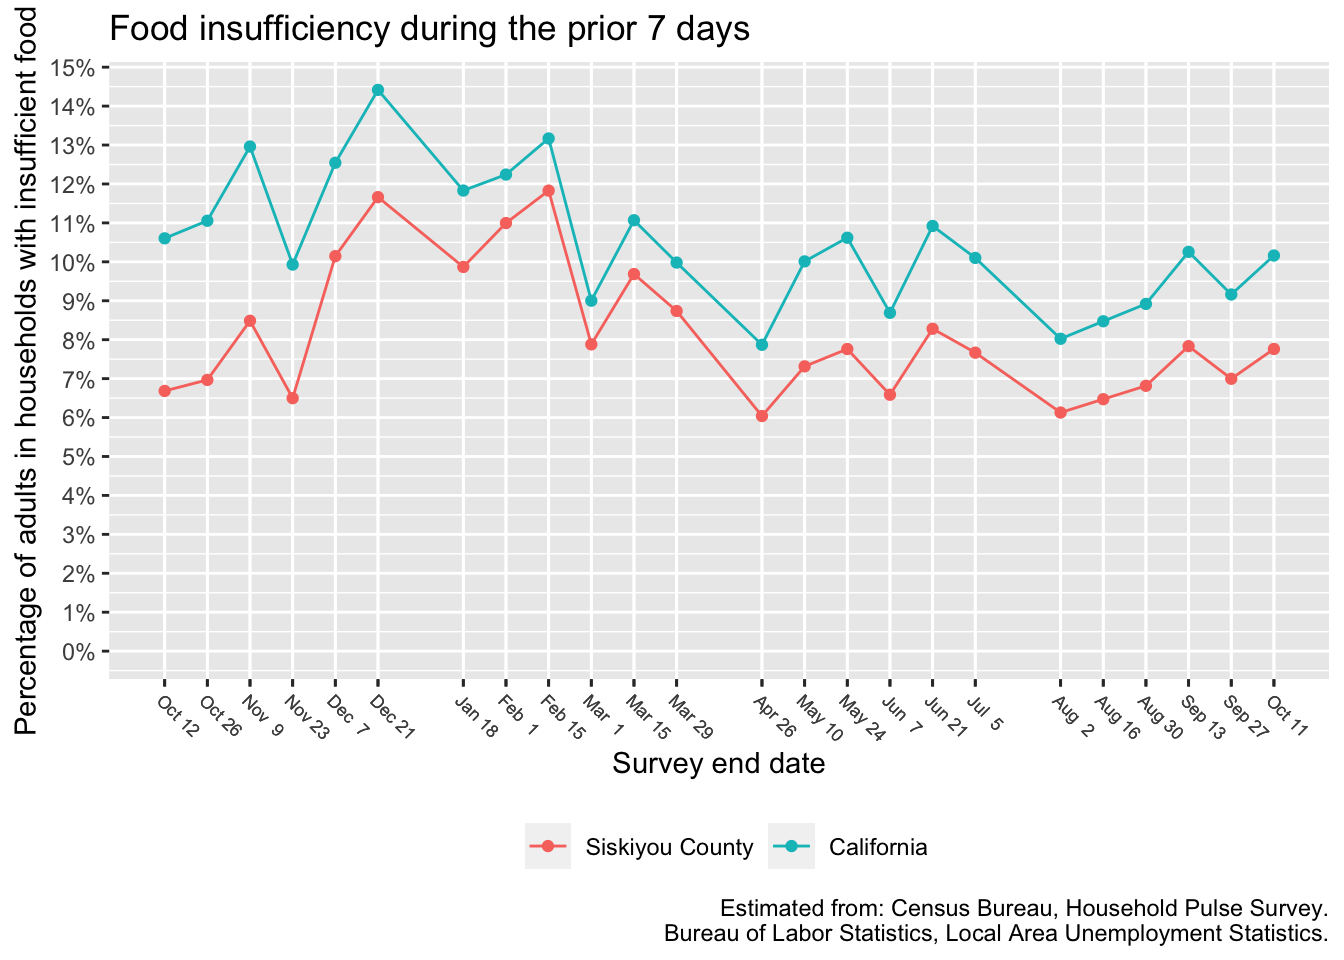 Food insufficiency during the prior 7 days
Percentage of adults in households with insufficient food
15%
14%
13%
12%
11%
10%
9%
8%
7%
6%
5%
4%
3%
2%
1%
0%
Oct 12
Oct 26
Nov 9
Nov 23
Dec 7
Dec 21
Jan 18
Feb 1
Feb 15
Mar 1
Mar 15
Mar 29
Apr 26
May 10
May 24
Jun 7
Jun 21
Jul 5
Aug 2
Aug 16
Aug 30
Sep 13
Sep 27
Oct 11
Survey end date
Siskiyou County
California
Estimated from: Census Bureau, Household Pulse Survey.
Bureau of Labor Statistics, Local Area Unemployment Statistics.